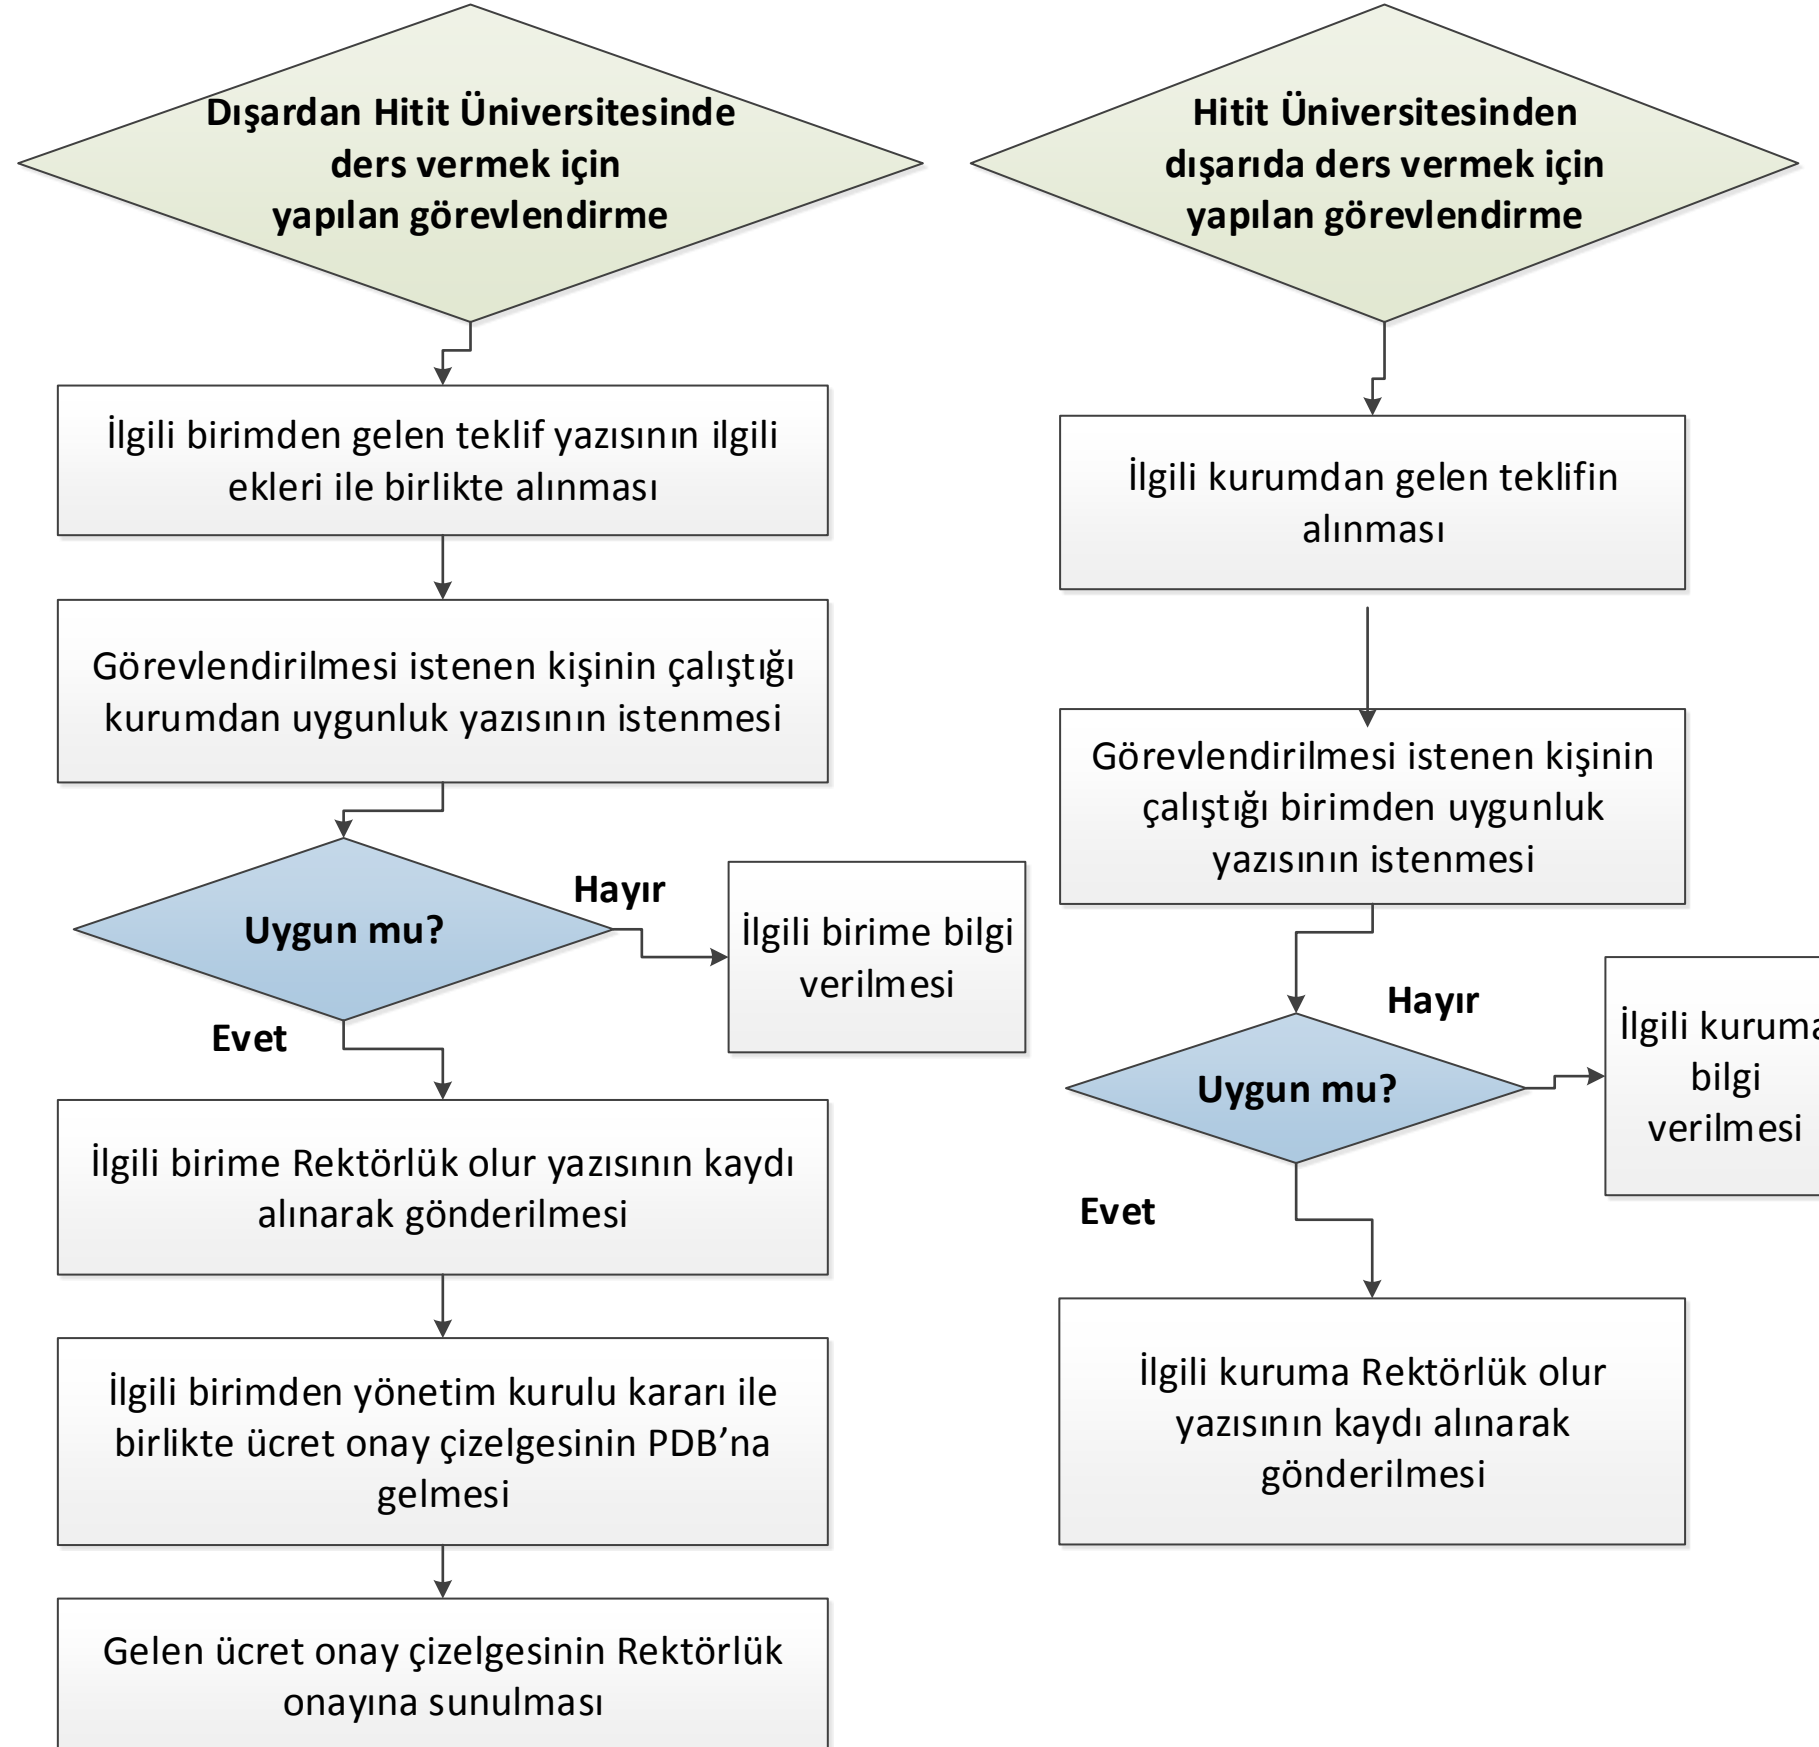 Dışardan Hitit Üniversitesinde
ders vermek için
yapılan görevlendirme
İlgili birimden gelen teklif yazısının ilgili
ekleri ile birlikte alınması
Görevlendirilmesi istenen kişinin çalıştığı
kurumdan uygunluk yazısının istenmesi
Uygun mu?
Hayır
İlgili birime bilgi
verilmesi
Evet
İlgili birime Rektörlük olur yazısının kaydı
alınarak gönderilmesi
İlgili birimden yönetim kurulu kararı ile
birlikte ücret onay çizelgesinin PDB’na
gelmesi
Gelen ücret onay çizelgesinin Rektörlük
onayına sunulması
Hitit Üniversitesinden
dışarıda ders vermek için
yapılan görevlendirme
İlgili kurumdan gelen teklifin
alınması
Görevlendirilmesi istenen kişinin
çalıştığı birimden uygunluk
yazısının istenmesi
Uygun mu?
Hayır
İlgili kuruma
bilgi
verilmesi
Evet
İlgili kuruma Rektörlük olur
yazısının kaydı alınarak
gönderilmesi